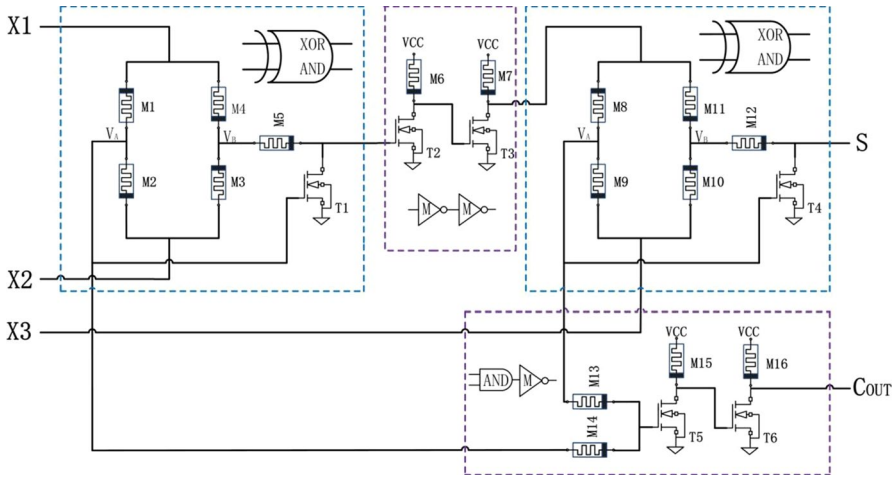 X1
XOR
AND
M1
M4
M5
VA
VB
M2
M3
T1
X2
VCC
VCC
M6
M7
T2
T3
M
M
XOR
AND
M8
M11
M12
VA
VB
M9
M10
T4
S
X3
VCC
VCC
M15
M16
AND
M
M13
M14
T5
T6
COUT